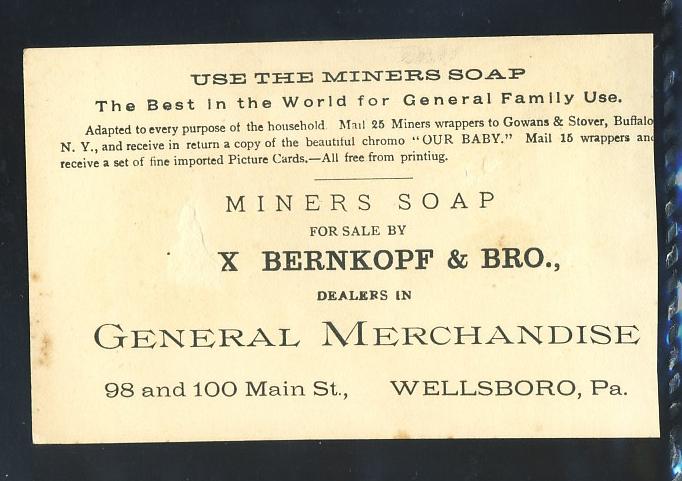 USE THE MINERS SOAP
The Best in the World for General Family Use.
Adapted to every purpose of the household. Mail 25 Miners wrappers to Gowans & Stover, Buffalo
N. Y., and receive in return a copy of the beautiful chromo "OUR BABY." Mail 15 wrappers and
receive a set of fine imported Picture Cards.—All free from printiug.
MINERS SOAP
FOR SALE BY
X BERNKOPF & BRO.,
DEALERS IN
GENERAL MERCHANDISE
98 and 100 Main St., WELLSBORO, Pa.